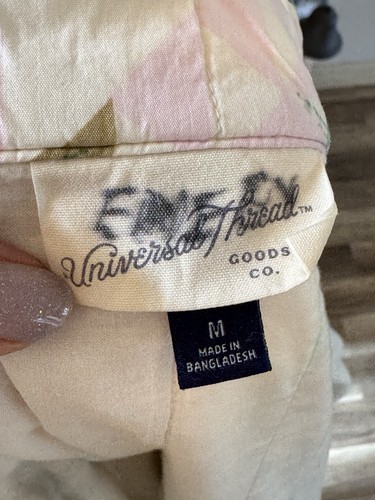 Universal Thread™
GOODS
CO.
M
MADE IN
BANGLADESH